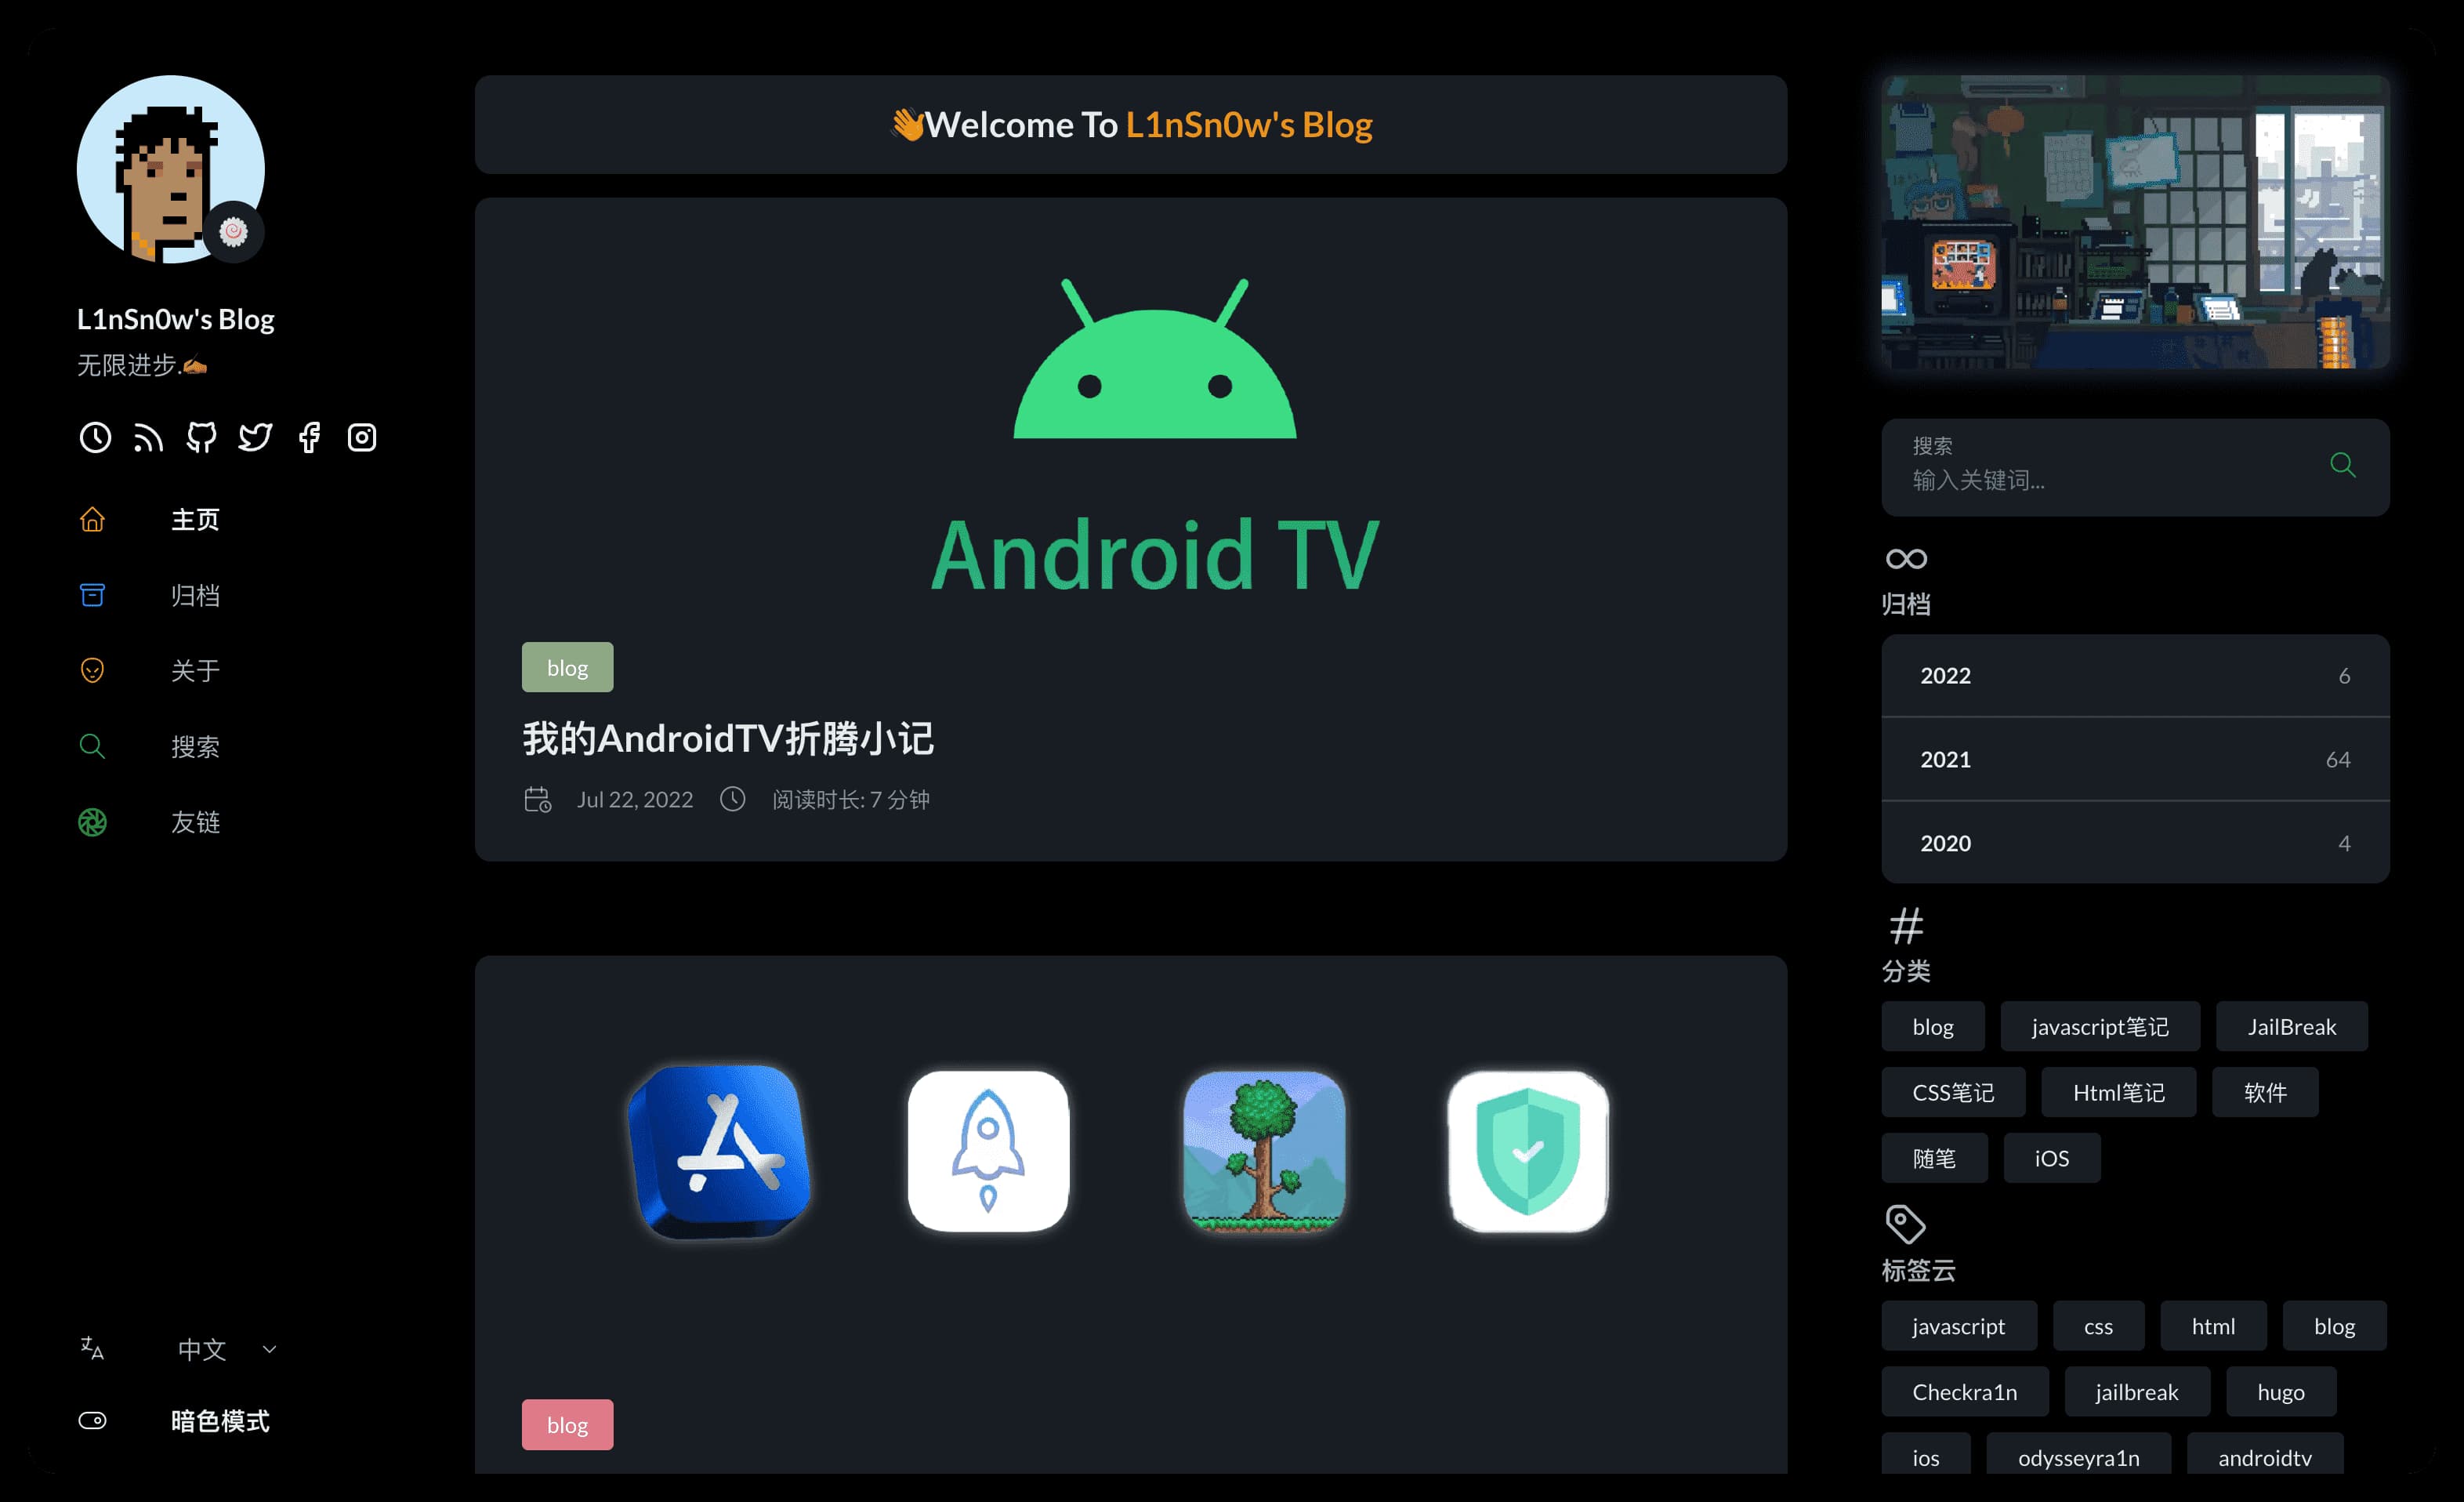 L1nSn0w's Blog
无限进步.✍
主页
归档
关于
搜索
友链
中文
暗色模式
👋Welcome To L1nSn0w's Blog
Android TV
blog
我的AndroidTV折腾小记
Jul 22, 2022 阅读时长: 7 分钟
blog
搜索
输入关键词...
归档
2022 6
2021 64
2020 4
分类
blog javascript笔记 JailBreak
CSS笔记 Html笔记 软件
随笔 iOS
标签云
javascript css html blog
Checkra1n jailbreak hugo
ios odysseyra1n androidtv